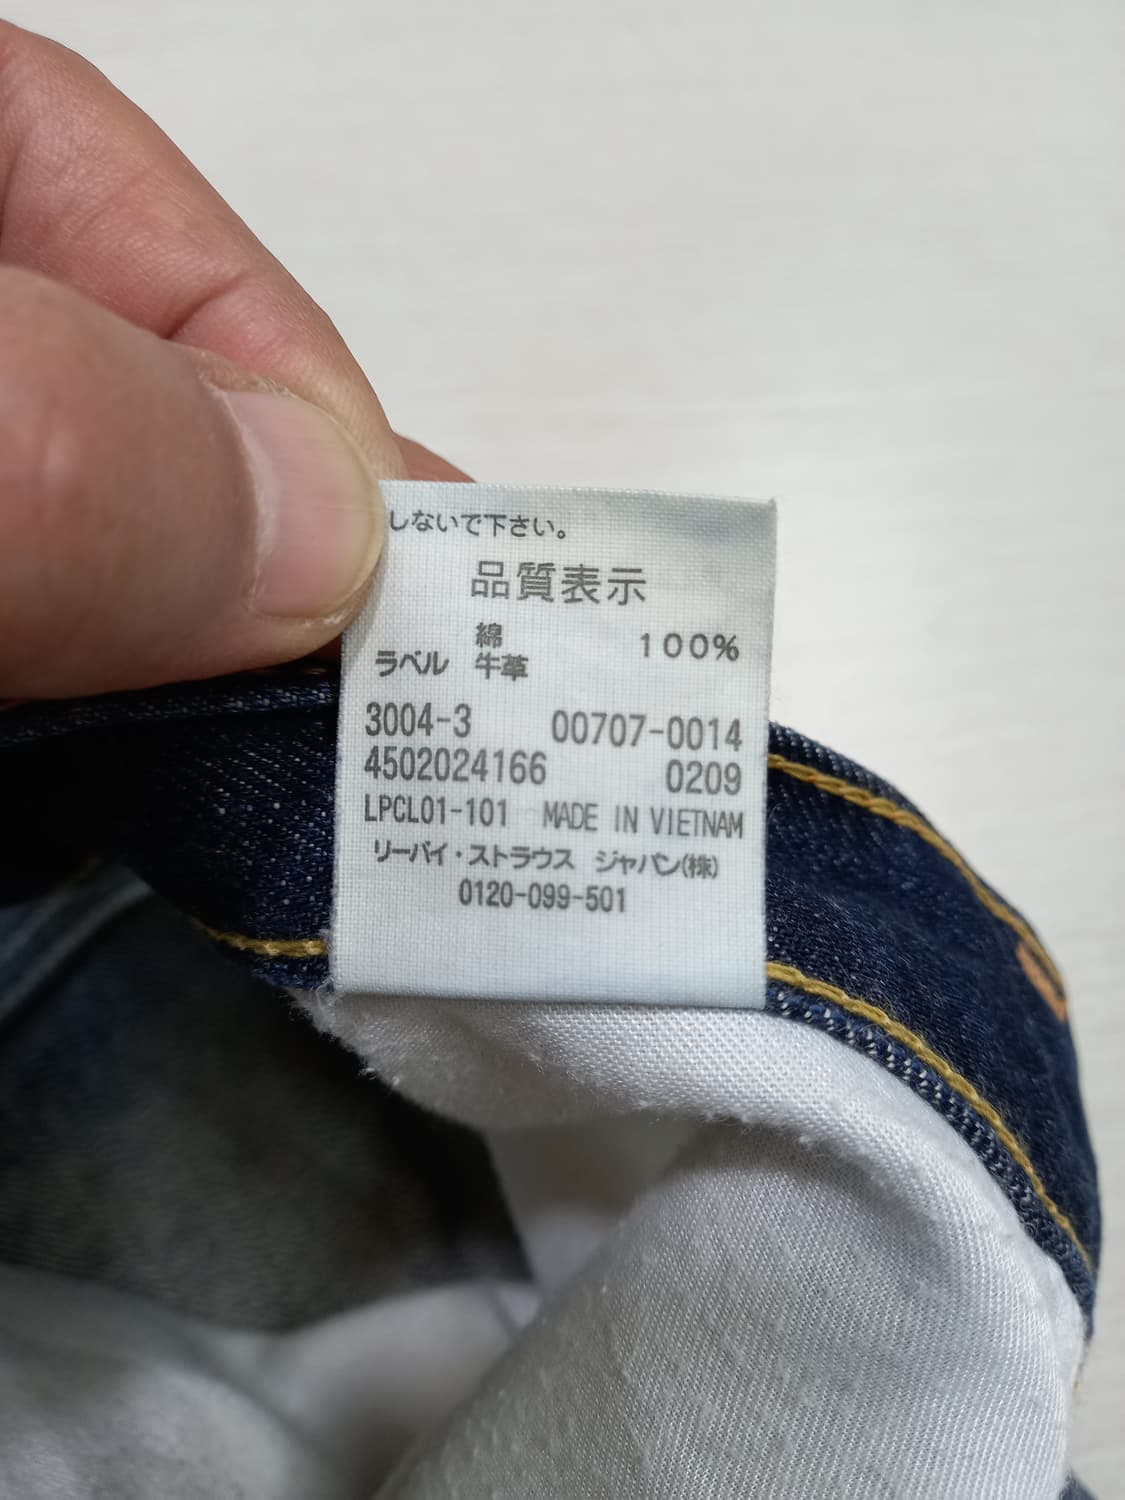 しないで下さい。
品質表示
綿 100%
ラベル 牛革
3004-3 00707-0014
4502024166 0209
LPCL01-101 MADE IN VIETNAM
リーバイ・ストラウス ジャパン(株)
0120-099-501